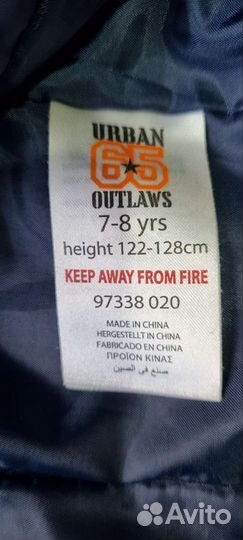 URBAN
65
OUTLAWS
7-8 yrs
height 122-128cm
KEEP AWAY FROM FIRE
97338 020
MADE IN CHINA
HERGESTELLT IN CHINA
FABRICADO EN CHINA
ΠΡΟΪΟΝ ΚΙΝΑΣ
صنع في الصين
Avito